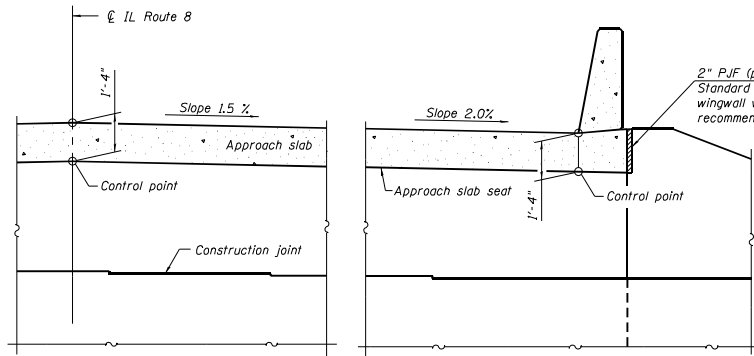 ℄ IL Route 8
1'-4"
Slope 1.5 %
Approach slab
Control point
Construction joint
2" PJF
Standard
wingwall
Slope 2.0%
Approach slab seat
1'-4"
Control point